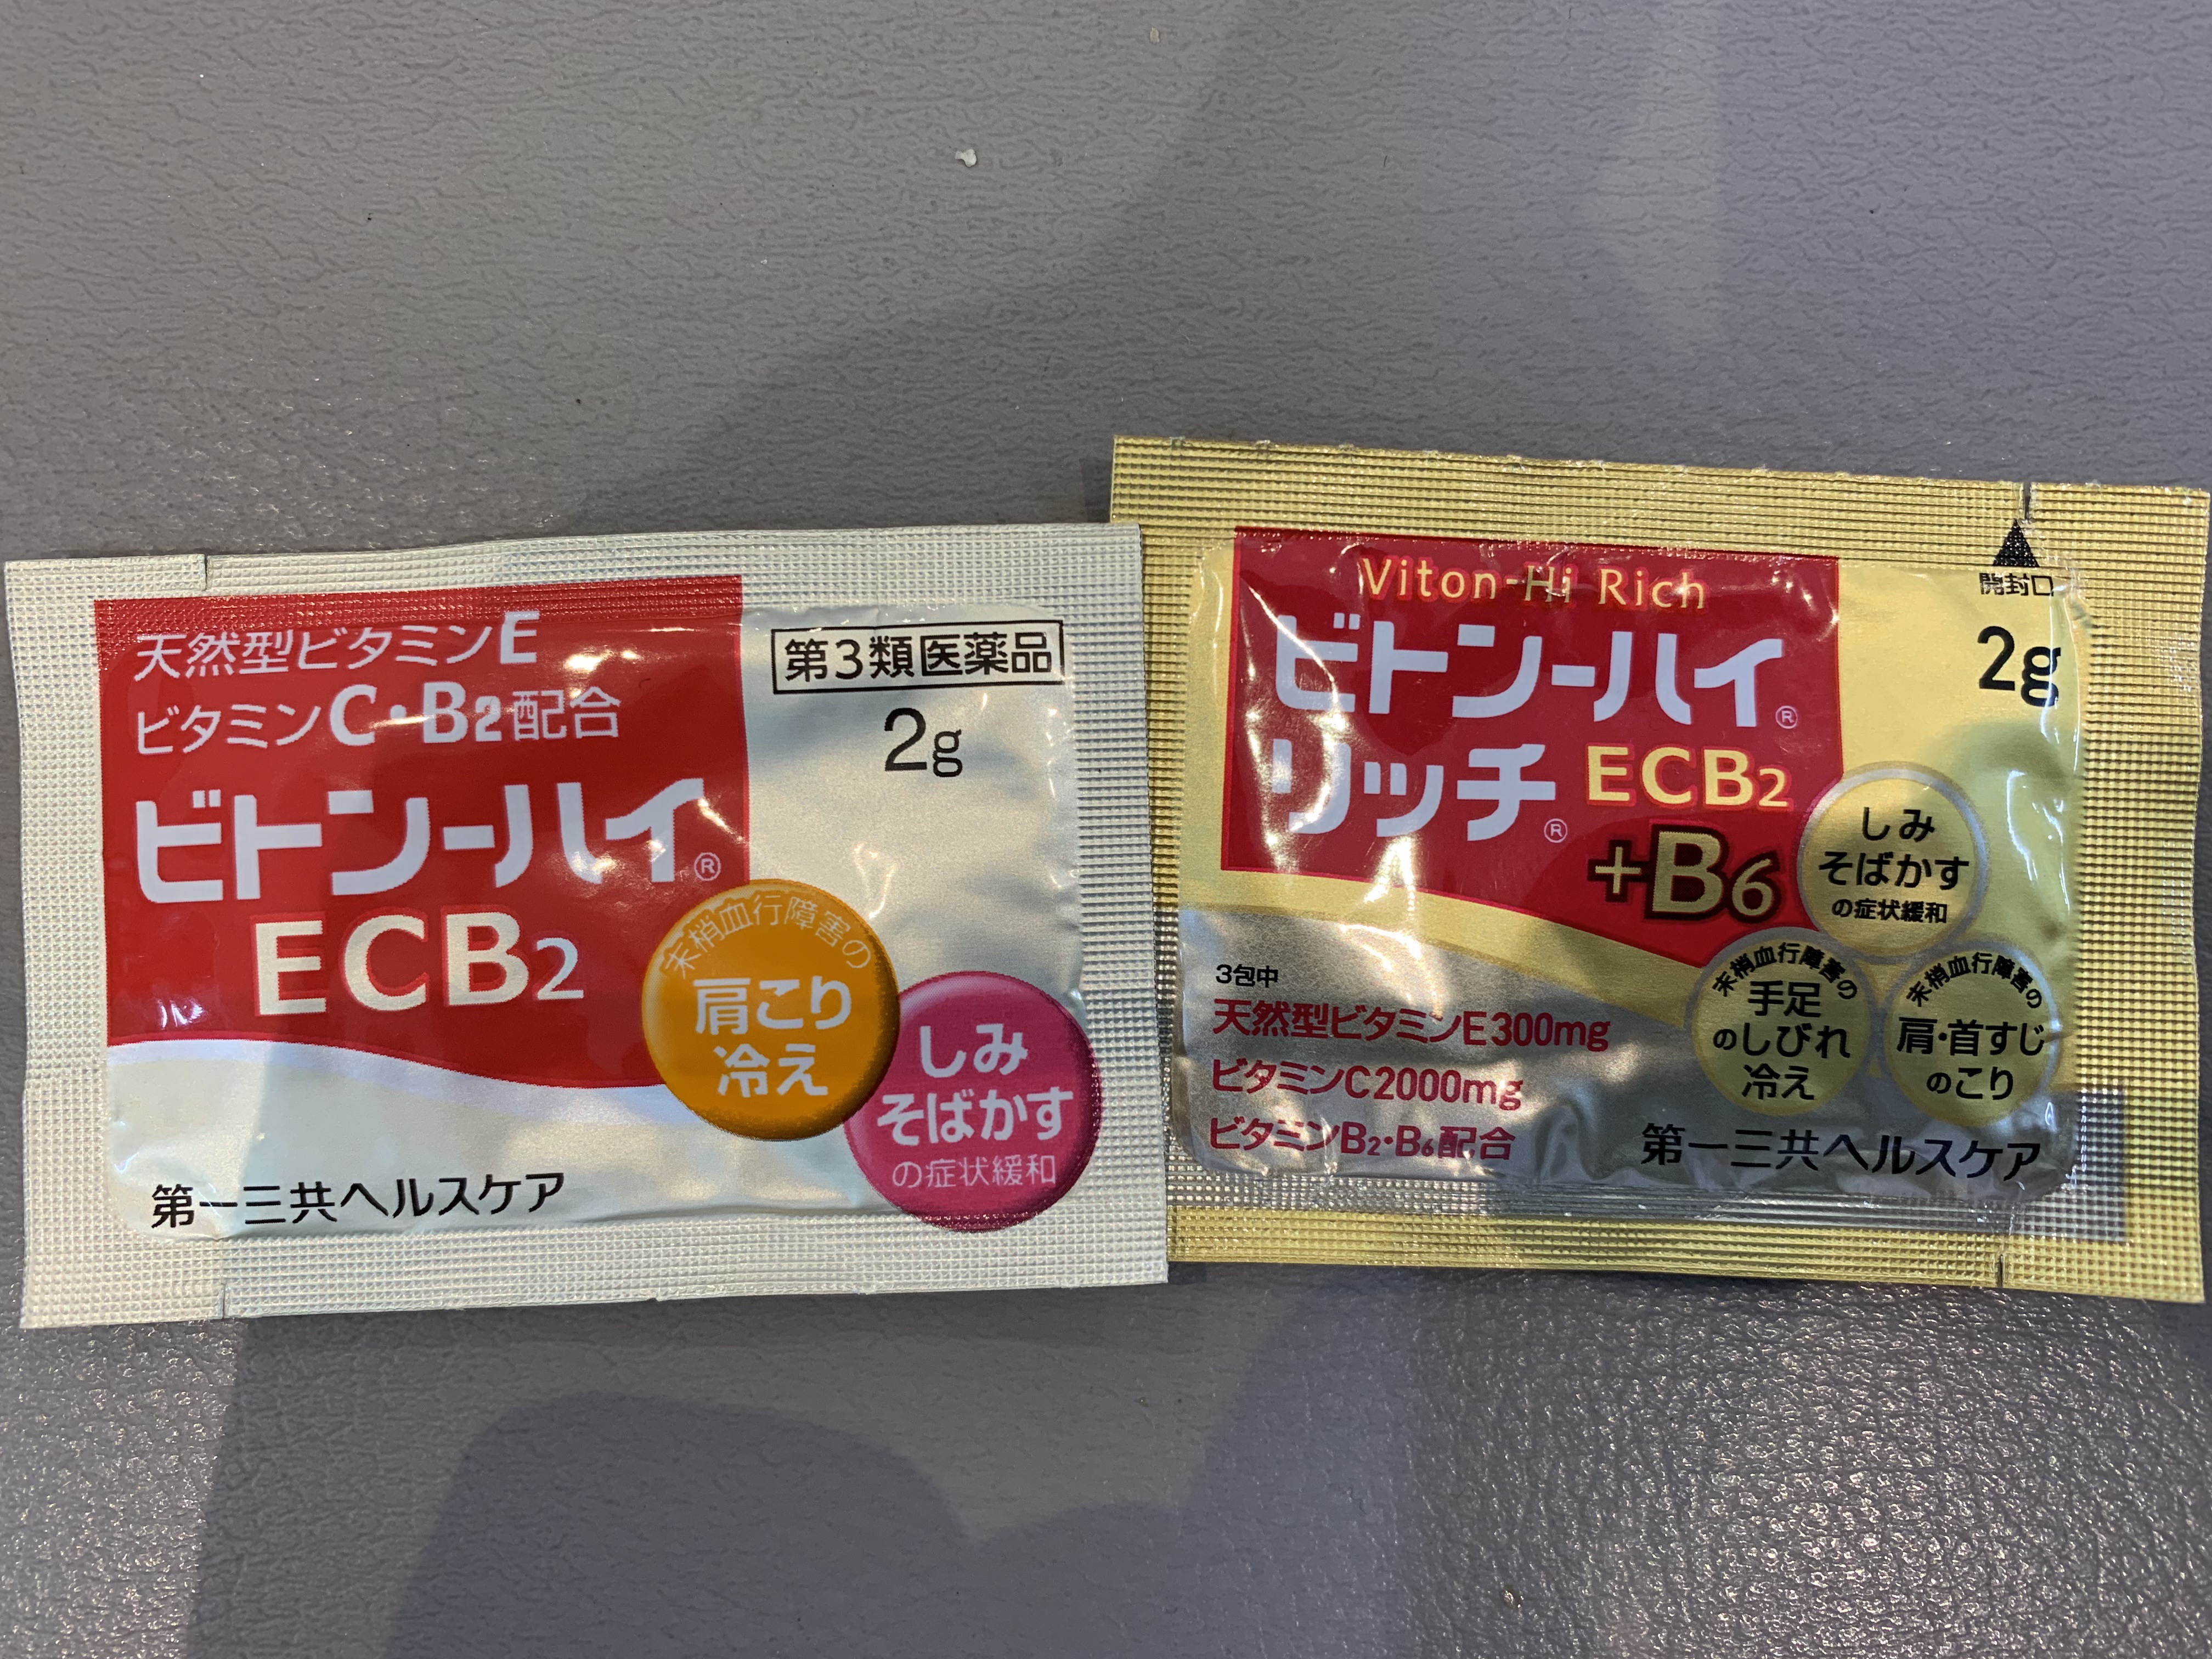 天然型ビタミンE
ビタミンC・B2配合
ビトン-ハイ®
ECB2
第3類医薬品
2g
末梢血行障害の
肩こり
冷え
しみ
そばかす
の症状緩和
第一三共ヘルスケア
Viton-Hi Rich
ビトン-ハイ®
リッチ® ECB2
+B6
開封口
2g
しみ
そばかす
の症状緩和
末梢血行障害の
手足
のしびれ
冷え
末梢血行障害の
肩・首すじ
のこり
3包中
天然型ビタミンE300mg
ビタミンC2000mg
ビタミンB2・B6配合
第一三共ヘルスケア